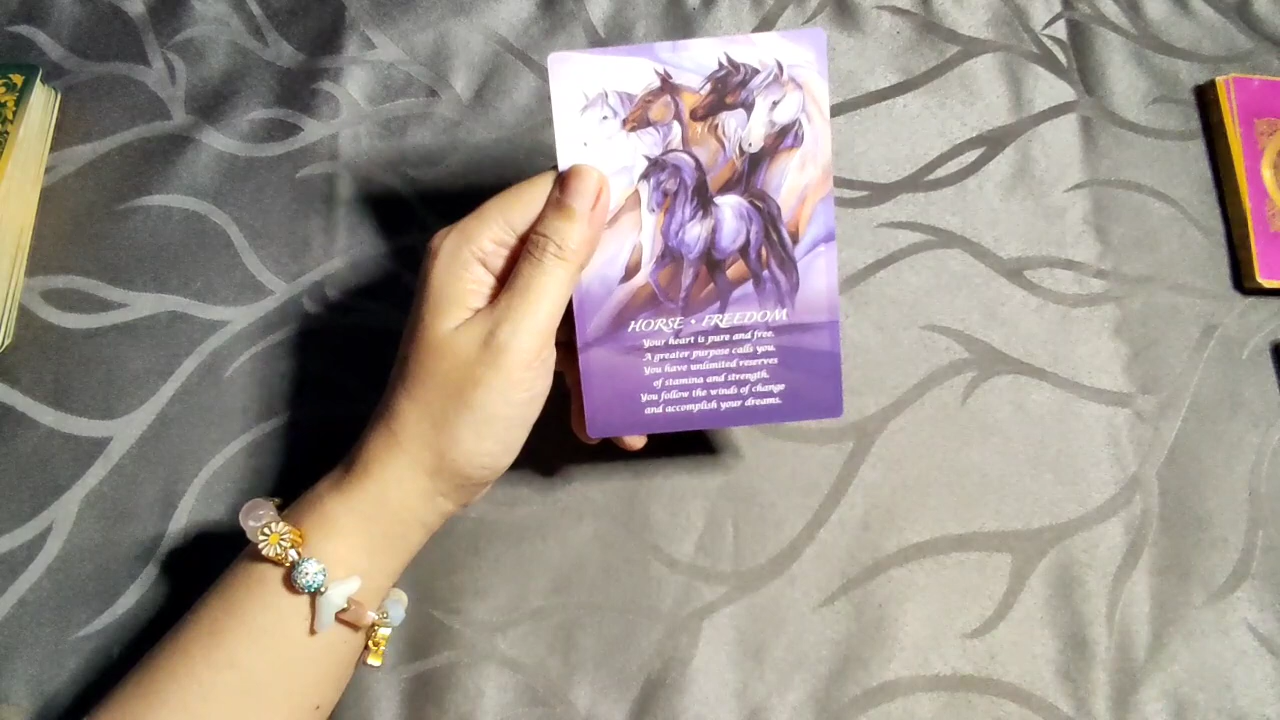 HORSE • FREEDOM
Your heart is pure and free.
A greater purpose calls you.
You have unlimited reserves
of stamina and strength.
You follow the winds of change
and accomplish your dreams.